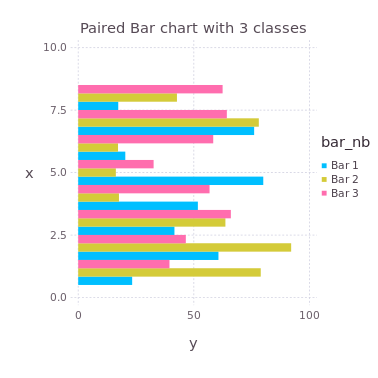 Paired Bar chart with 3 classes
10.0
7.5
5.0
2.5
0.0
x
0 50 100
y
bar_nb
Bar 1
Bar 2
Bar 3